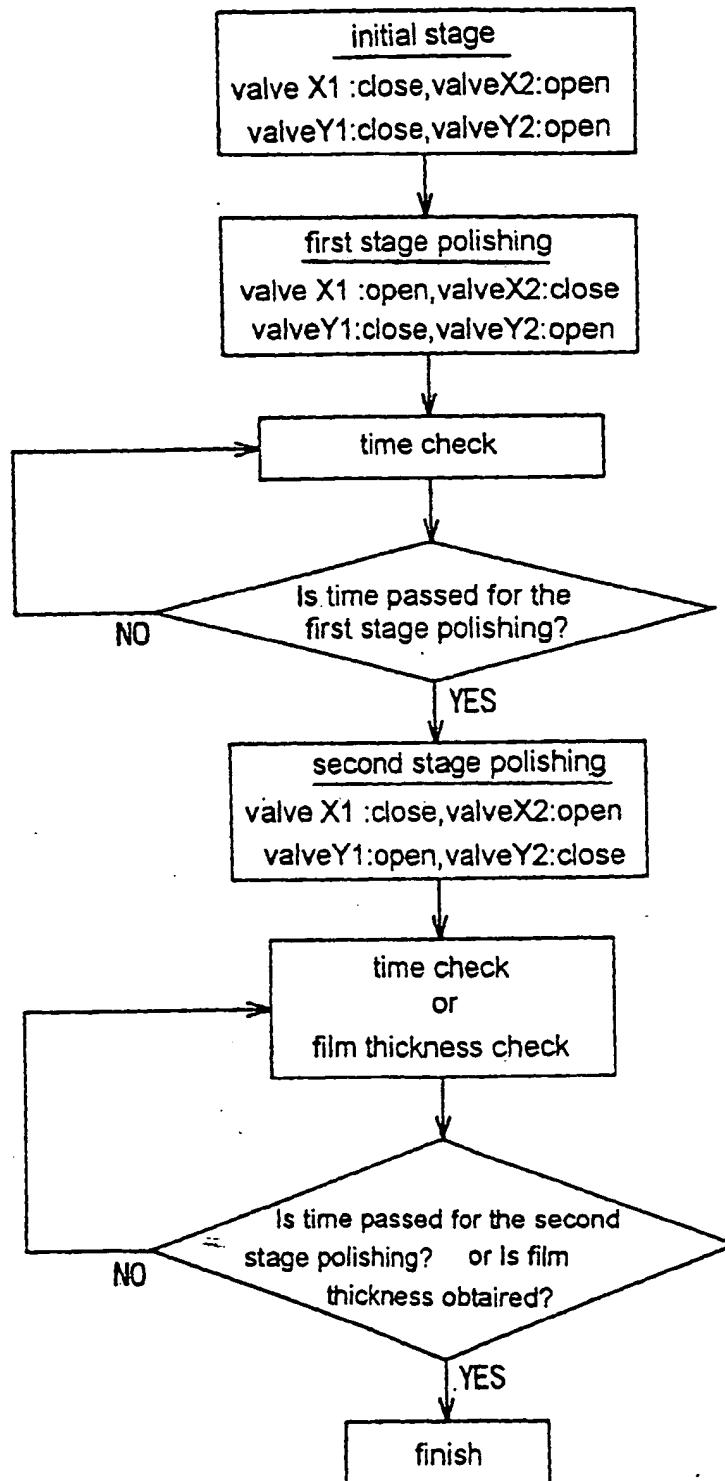 initial stage
valve X1 :close,valveX2:open
valveY1:close,valveY2:open
first stage polishing
valve X1 :open,valveX2:close
valveY1:close,valveY2:open
time check
Is time passed for the
first stage polishing?
NO
YES
second stage polishing
valve X1 :close,valveX2:open
valveY1:open,valveY2:close
time check
or
film thickness check
Is time passed for the second
stage polishing? or Is film
thickness obtaired?
NO
YES
finish